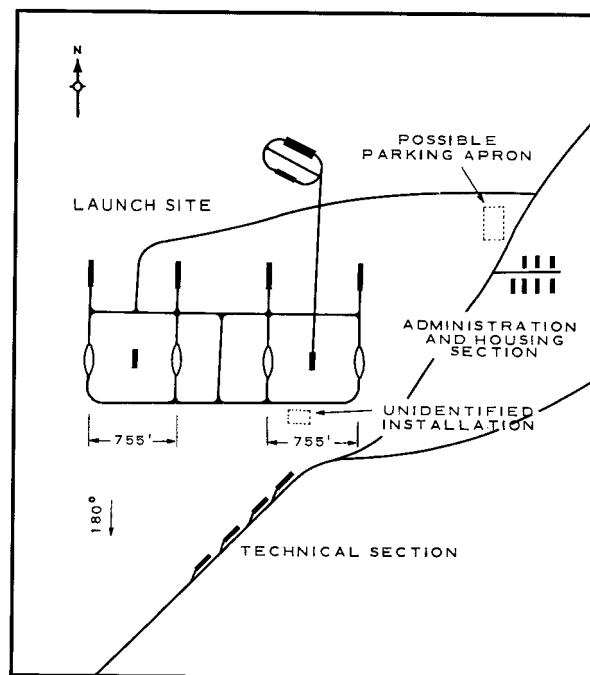 N
POSSIBLE
PARKING APRON
LAUNCH SITE
ADMINISTRATION
AND HOUSING
SECTION
UNIDENTIFIED
INSTALLATION
755'
755'
180°
TECHNICAL SECTION